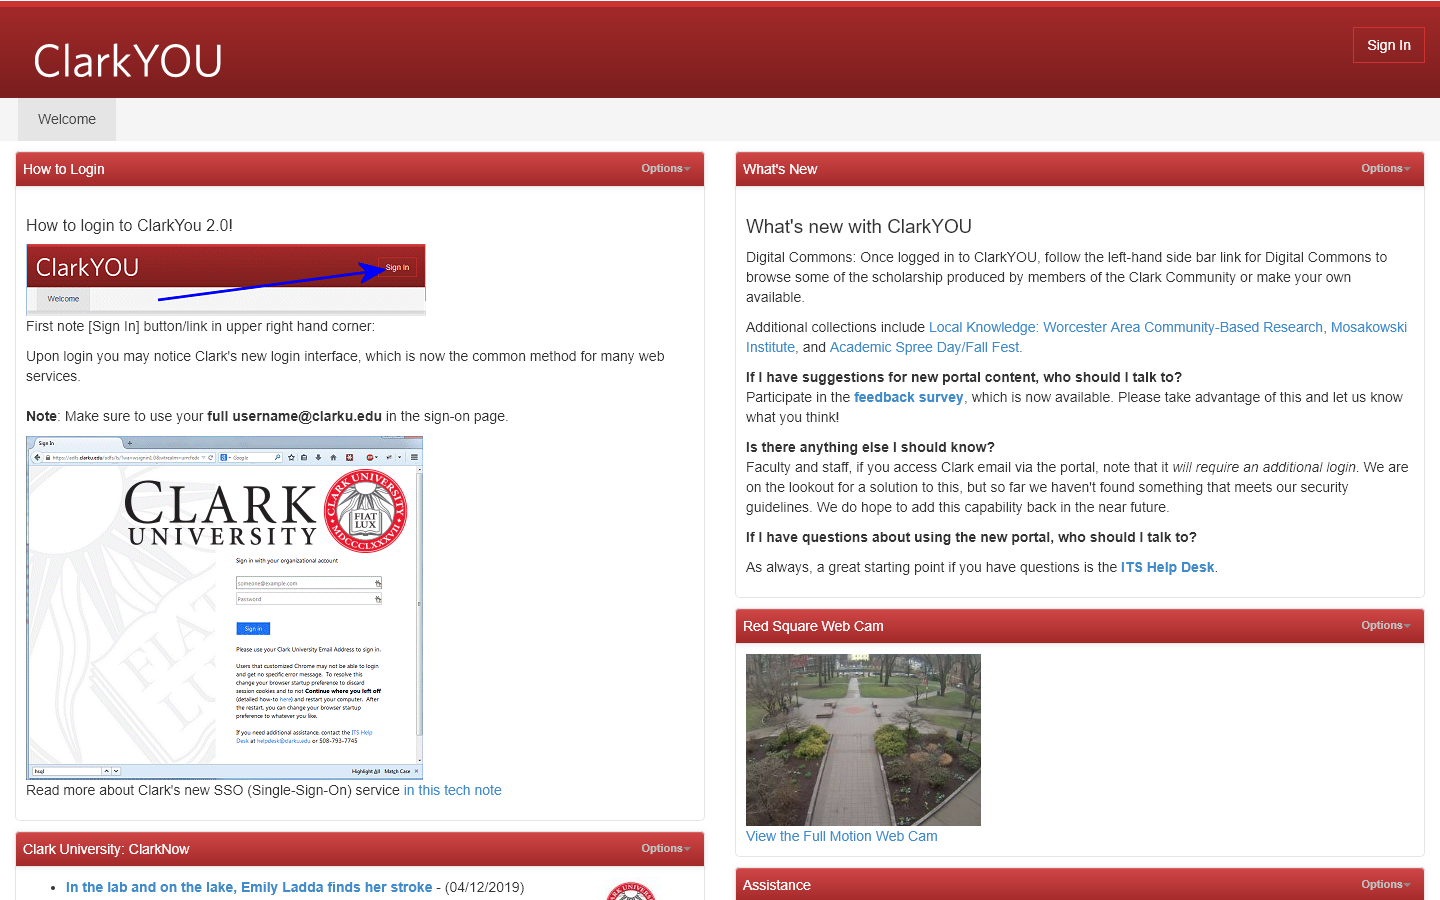 ClarkYOU
Sign In
Welcome
How to Login
Options
How to login to ClarkYou 2.0!
ClarkYOU
Sign In
Welcome
First note [Sign In] button/link in upper right hand corner:
Upon login you may notice Clark's new login interface, which is now the common method for many web
services.
Note: Make sure to use your full username@clarku.edu in the sign-on page.
Sign In
Google
CLARK
UNIVERSITY
CLARK UNIVERSITY
FIAT
LUX
MDCCCLXXXVII
Sign in with your organizational account
someone@example.com
Password
Sign in
Please use your Clark University Email Address to sign in.
Users that customized Chrome may not be able to login
and get no specific error message. To resolve this
change your browser startup preference to discard
session cookies and to not Continue where you left off
(detailed how-to here) and restart your computer. After
the restart, you can change your browser startup
preference to whatever you like.
If you need additional assistance, contact the ITS Help
Desk at helpdesk@clarku.edu or 508-793-7745
Highlight All Match Case
Read more about Clark's new SSO (Single-Sign-On) service in this tech note
Clark University: ClarkNow
Options
In the lab and on the lake, Emily Ladda finds her stroke - (04/12/2019)
What's New
Options
What's new with ClarkYOU
Digital Commons: Once logged in to ClarkYOU, follow the left-hand side bar link for Digital Commons to
browse some of the scholarship produced by members of the Clark Community or make your own
available.
Additional collections include Local Knowledge: Worcester Area Community-Based Research, Mosakowski
Institute, and Academic Spree Day/Fall Fest.
If I have suggestions for new portal content, who should I talk to?
Participate in the feedback survey, which is now available. Please take advantage of this and let us know
what you think!
Is there anything else I should know?
Faculty and staff, if you access Clark email via the portal, note that it will require an additional login. We are
on the lookout for a solution to this, but so far we haven't found something that meets our security
guidelines. We do hope to add this capability back in the near future.
If I have questions about using the new portal, who should I talk to?
As always, a great starting point if you have questions is the ITS Help Desk.
Red Square Web Cam
Options
View the Full Motion Web Cam
Assistance
Options